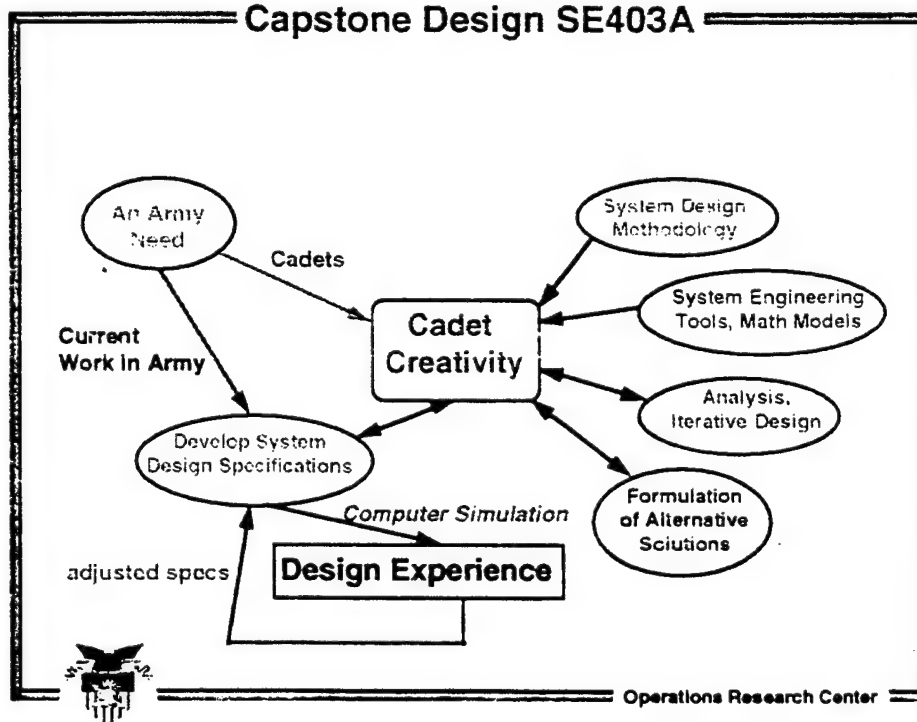 Capstone Design SE403A
An Army
Need
Cadets
System Design
Methodology
System Engineering
Tools, Math Models
Cadet
Creativity
Current
Work in Army
Analysis,
Iterative Design
Develop System
Design Specifications
Formulation
of Alternative
Sciutions
Computer Simulation
adjusted specs
Design Experience
Operations Research Center